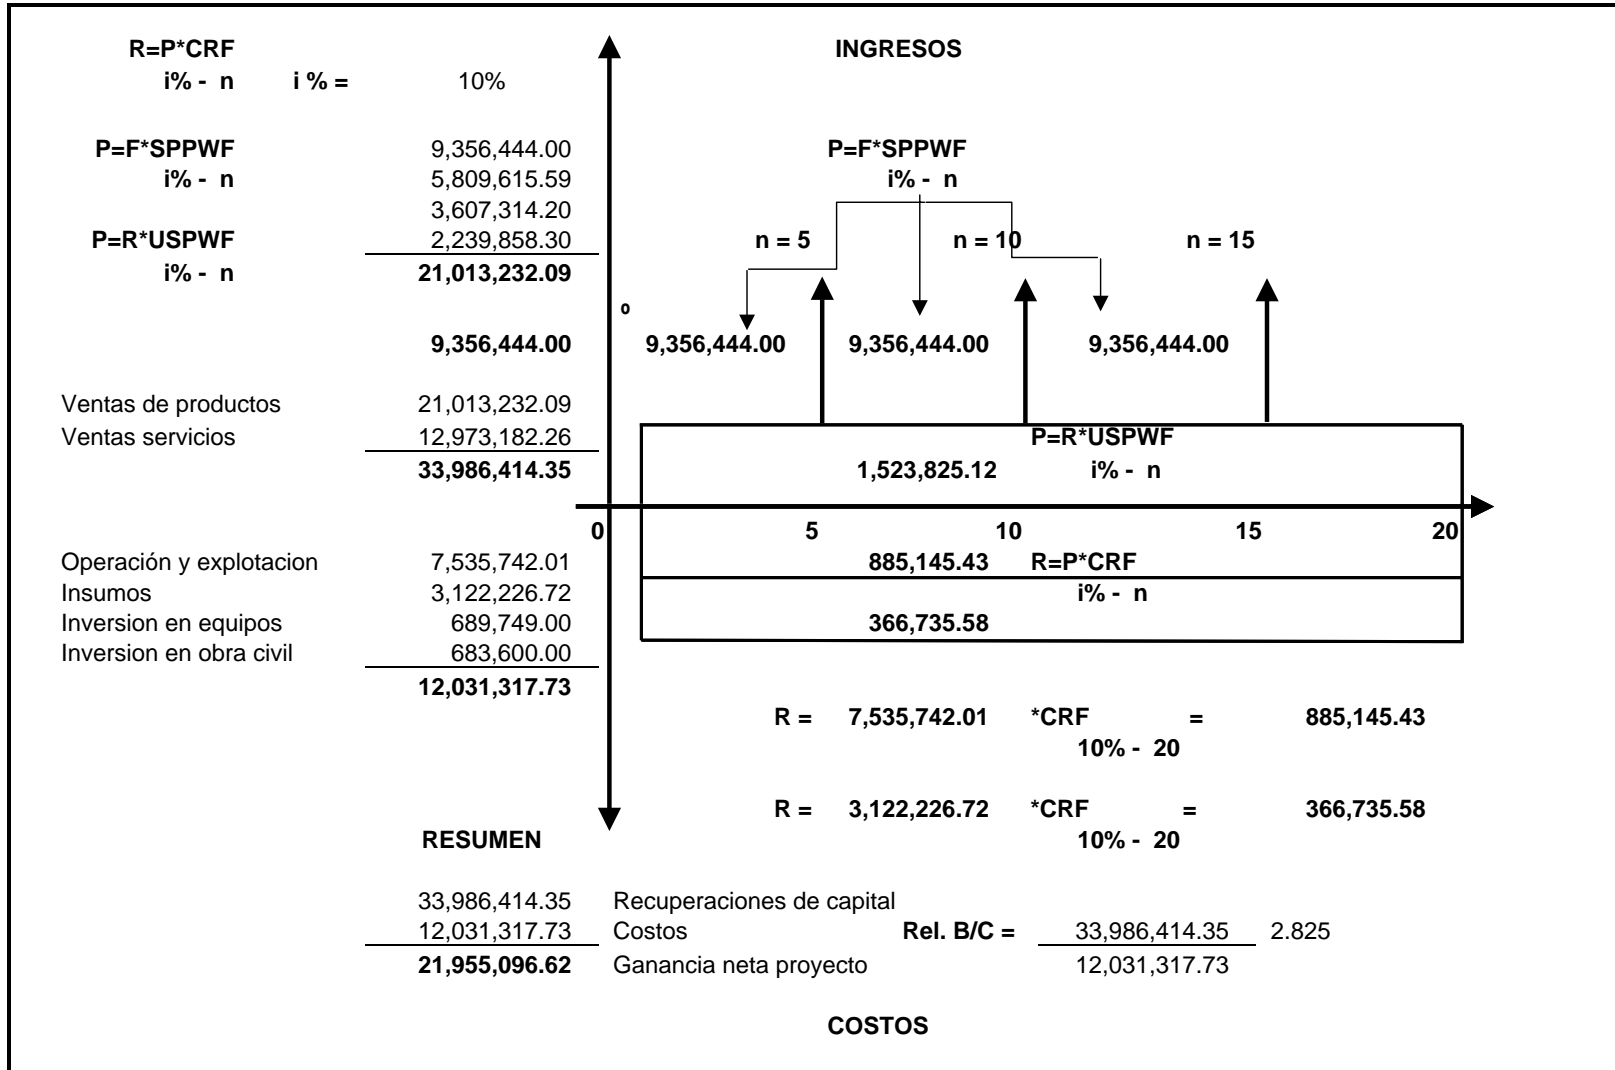 R=P*CRF INGRESOS
i% - n i % = 10%
P=F*SPPWF 9,356,444.00 P=F*SPPWF
i% - n 5,809,615.59 i% - n
3,607,314.20
P=R*USPWF 2,239,858.30 n = 5 n = 10 n = 15
i% - n 21,013,232.09
o
9,356,444.00 9,356,444.00 9,356,444.00 9,356,444.00
Ventas de productos 21,013,232.09
Ventas servicios 12,973,182.26 P=R*USPWF
33,986,414.35 1,523,825.12 i% - n
0 5 10 15 20
Operación y explotacion 7,535,742.01 885,145.43 R=P*CRF
Insumos 3,122,226.72 i% - n
Inversion en equipos 689,749.00 366,735.58
Inversion en obra civil 683,600.00
12,031,317.73
R = 7,535,742.01 *CRF = 885,145.43
10% - 20
R = 3,122,226.72 *CRF = 366,735.58
RESUMEN 10% - 20
33,986,414.35 Recuperaciones de capital
12,031,317.73 Costos Rel. B/C = 33,986,414.35 2.825
21,955,096.62 Ganancia neta proyecto 12,031,317.73
COSTOS